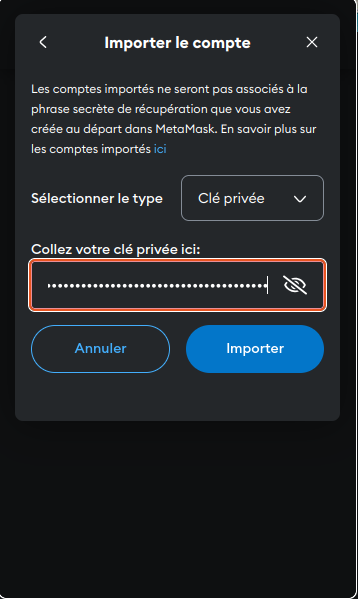 Importer le compte
Les comptes importés ne seront pas associés à la
phrase secrète de récupération que vous avez
créée au départ dans MetaMask. En savoir plus sur
les comptes importés ici
Sélectionner le type
Clé privée
Collez votre clé privée ici:
Annuler
Importer